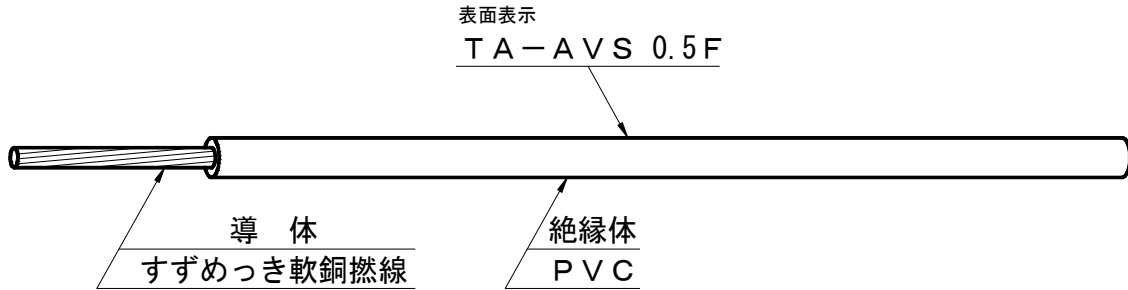 表面表示
ＴＡ－ＡＶＳ 0.5Ｆ
導　体
すずめっき軟銅撚線
絶縁体
ＰＶＣ